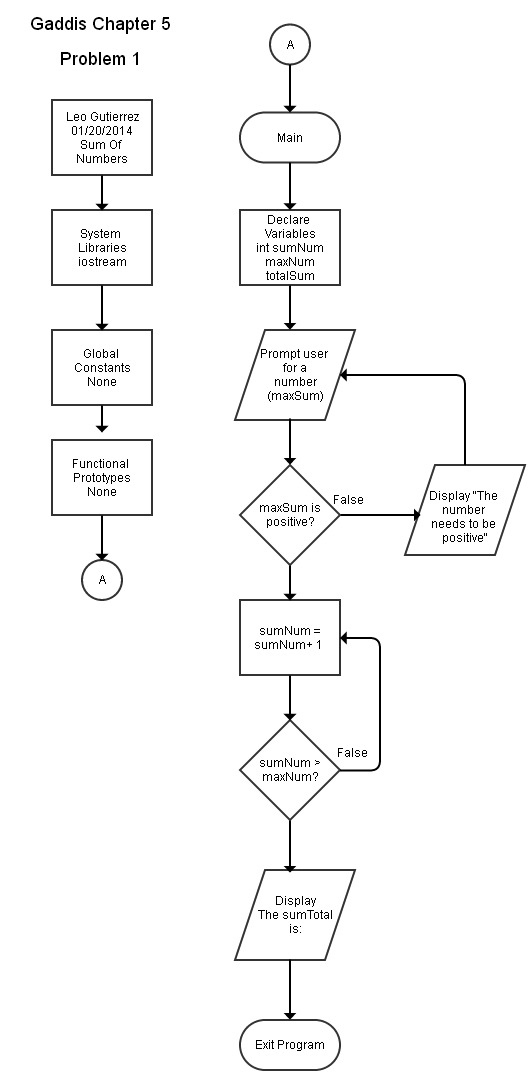 Gaddis Chapter 5
Problem 1
Leo Gutierrez
01/20/2014
Sum Of
Numbers
System
Libraries
iostream
Global
Constants
None
Functional
Prototypes
None
A
A
Main
Declare
Variables
int sumNum
maxNum
totalSum
Prompt user
for a
number
(maxSum)
maxSum is
positive?
False
Display "The
number
needs to be
positive"
sumNum =
sumNum+ 1
sumNum >
maxNum?
False
Display
The sumTotal
is:
Exit Program